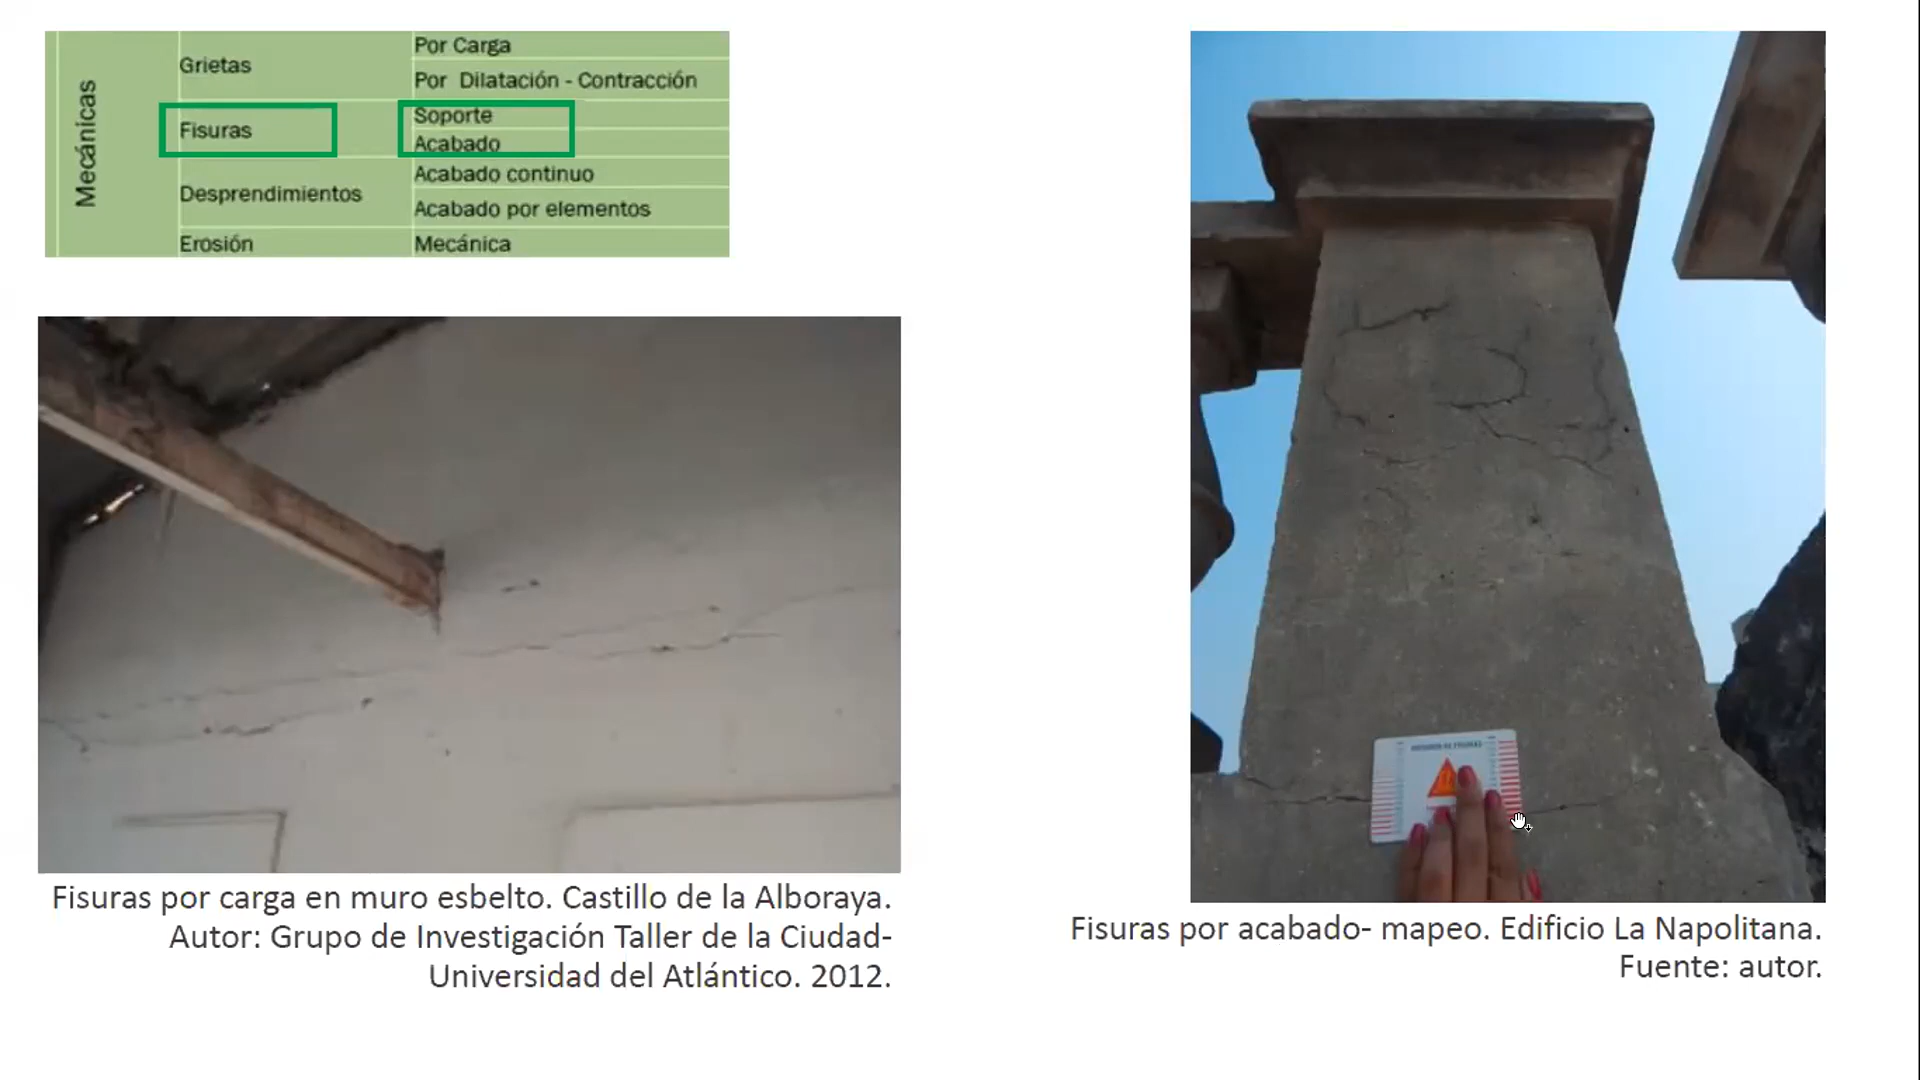 Mecánicas
Grietas
Por Carga
Por Dilatación - Contracción
Fisuras
Soporte
Acabado
Desprendimientos
Acabado continuo
Acabado por elementos
Erosión
Mecánica
Fisuras por carga en muro esbelto. Castillo de la Alboraya.
Autor: Grupo de Investigación Taller de la Ciudad-
Universidad del Atlántico. 2012.
Fisuras por acabado- mapeo. Edificio La Napolitana.
Fuente: autor.